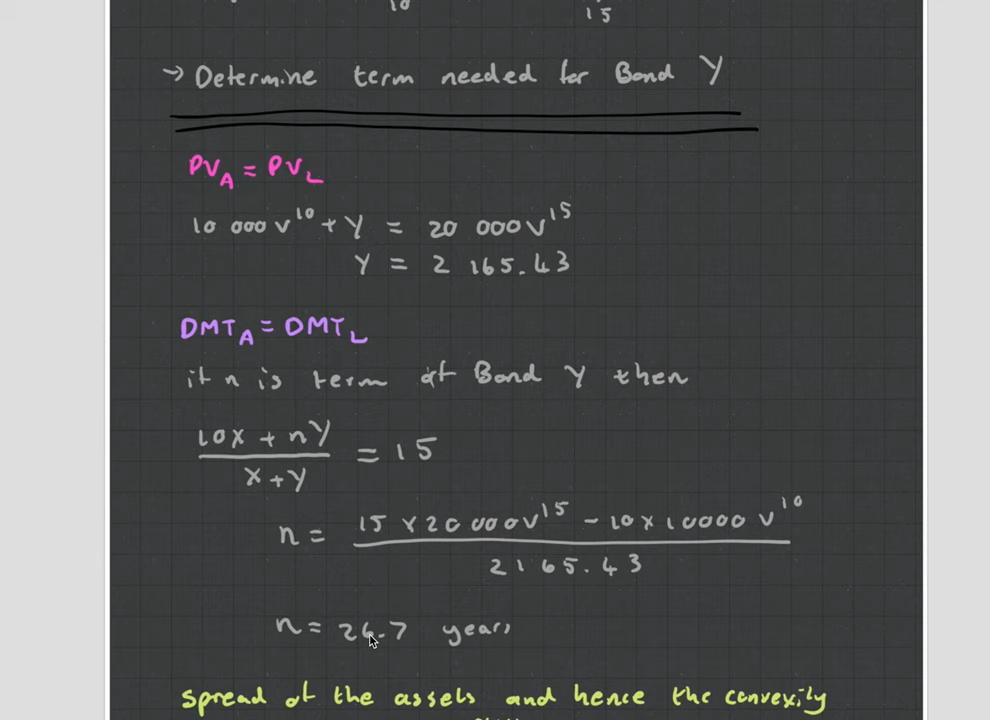 10 15
→ Determine term needed for Bond Y
PV_A = PV_L
10 000 v^10 + Y = 20 000 v^15
Y = 2 165.43
DMT_A = DMT_L
if n is term of Bond Y then
10X + nY
= 15
X + Y
15 × 20 000 v^15 - 10 × 10000 v^10
n =
2165.43
n = 26.7 years
spread of the assets and hence the convexity